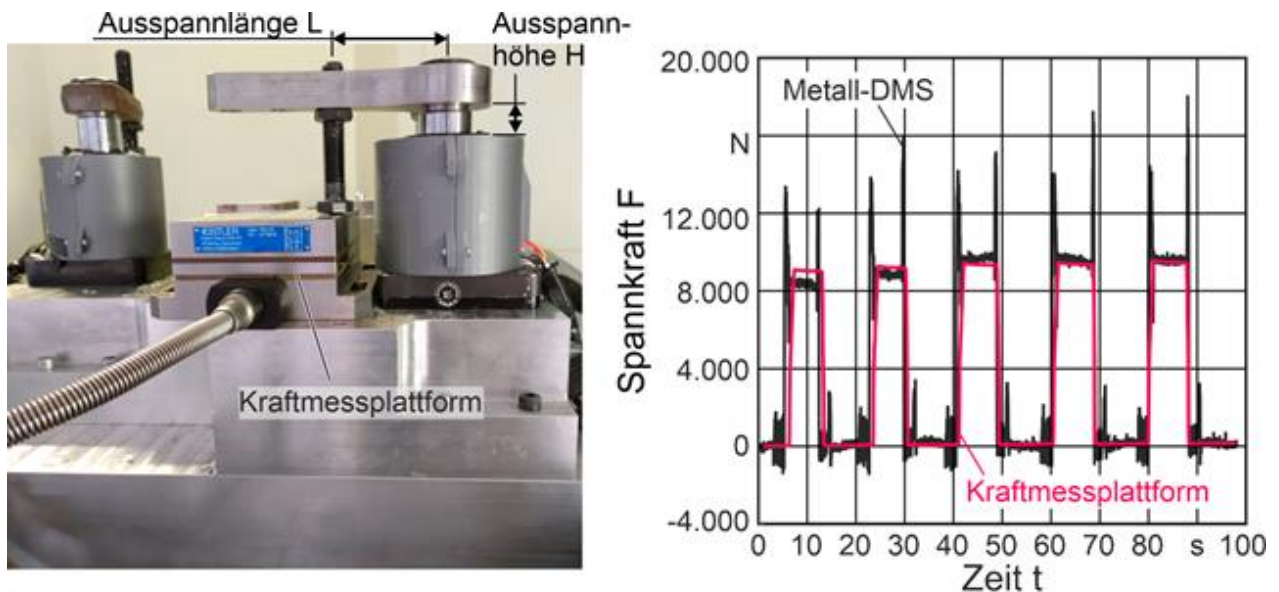 Ausspannlänge L
Ausspann-
höhe H
KISTLER
Kraftmessplattform
Spannkraft F
20.000
N
12.000
8.000
4.000
0
-4.000
Metall-DMS
Kraftmessplattform
0 10 20 30 40 50 60 70 80 s 100
Zeit t